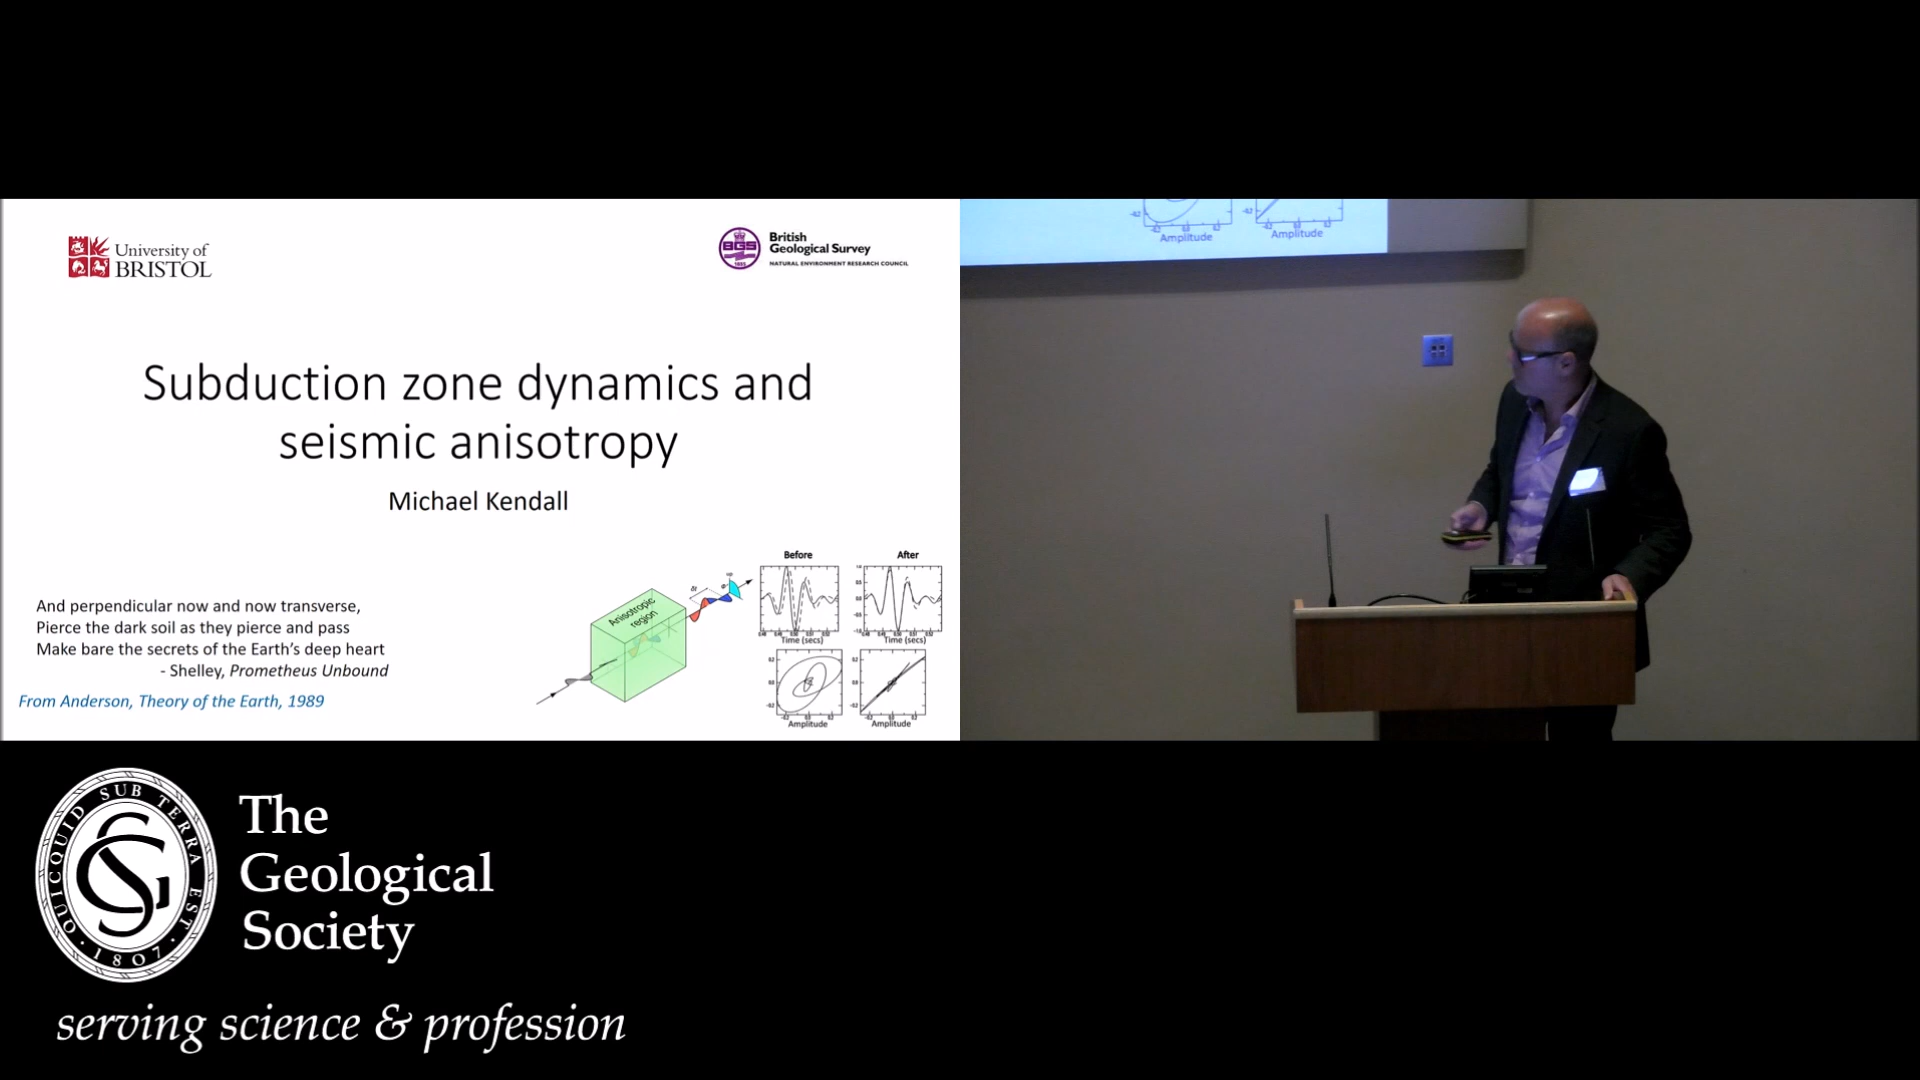 University of
BRISTOL
BGS
1835
British
Geological Survey
NATURAL ENVIRONMENT RESEARCH COUNCIL
Subduction zone dynamics and
seismic anisotropy
Michael Kendall
And perpendicular now and now transverse,
Pierce the dark soil as they pierce and pass
Make bare the secrets of the Earth's deep heart
- Shelley, Prometheus Unbound
From Anderson, Theory of the Earth, 1989
Anisotropic
region
δt
φ
Before
After
Time (secs)
Time (secs)
Amplitude
Amplitude
Amplitude
Amplitude
QUICQUID SUB TERRA EST
1807
The
Geological
Society
serving science & profession